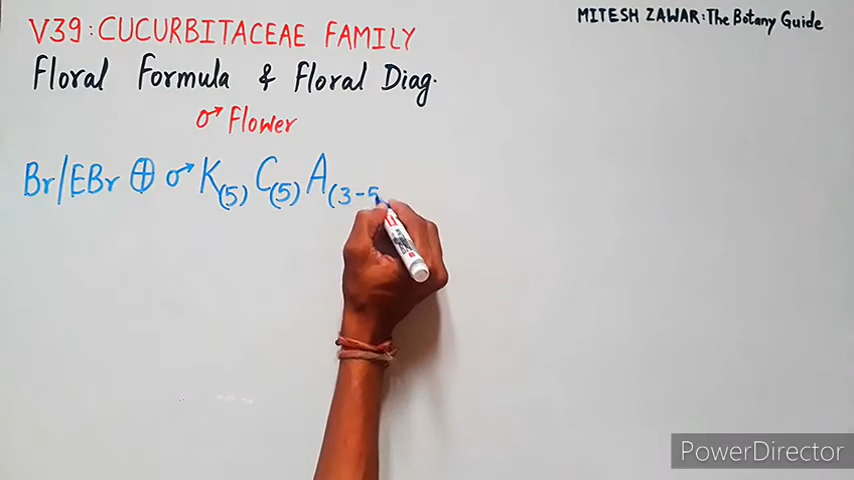 V39: CUCURBITACEAE FAMILY
MITESH ZAWAR: The Botany Guide
Floral Formula & Floral Diag.
♂ Flower
Br/EBr ⊕ ♂ K(5) C(5) A(3-5
PowerDirector